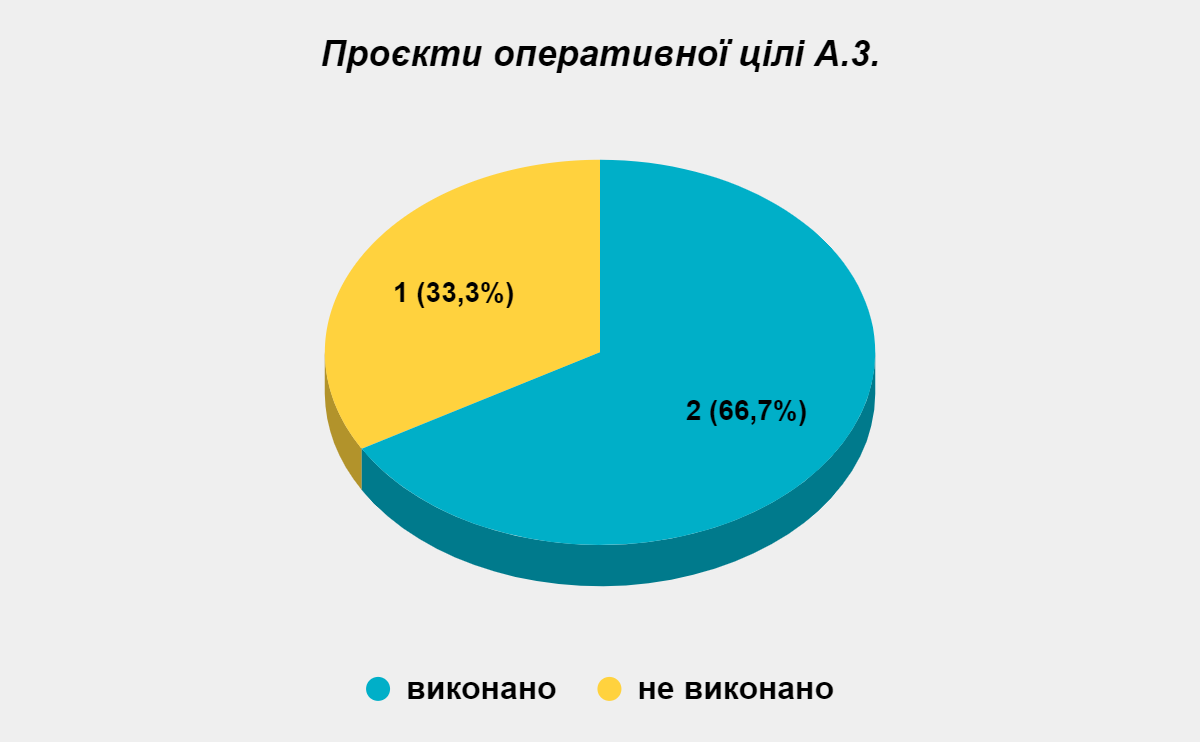 Проєкти оперативної цілі А.3.
1 (33,3%)
2 (66,7%)
виконано
не виконано